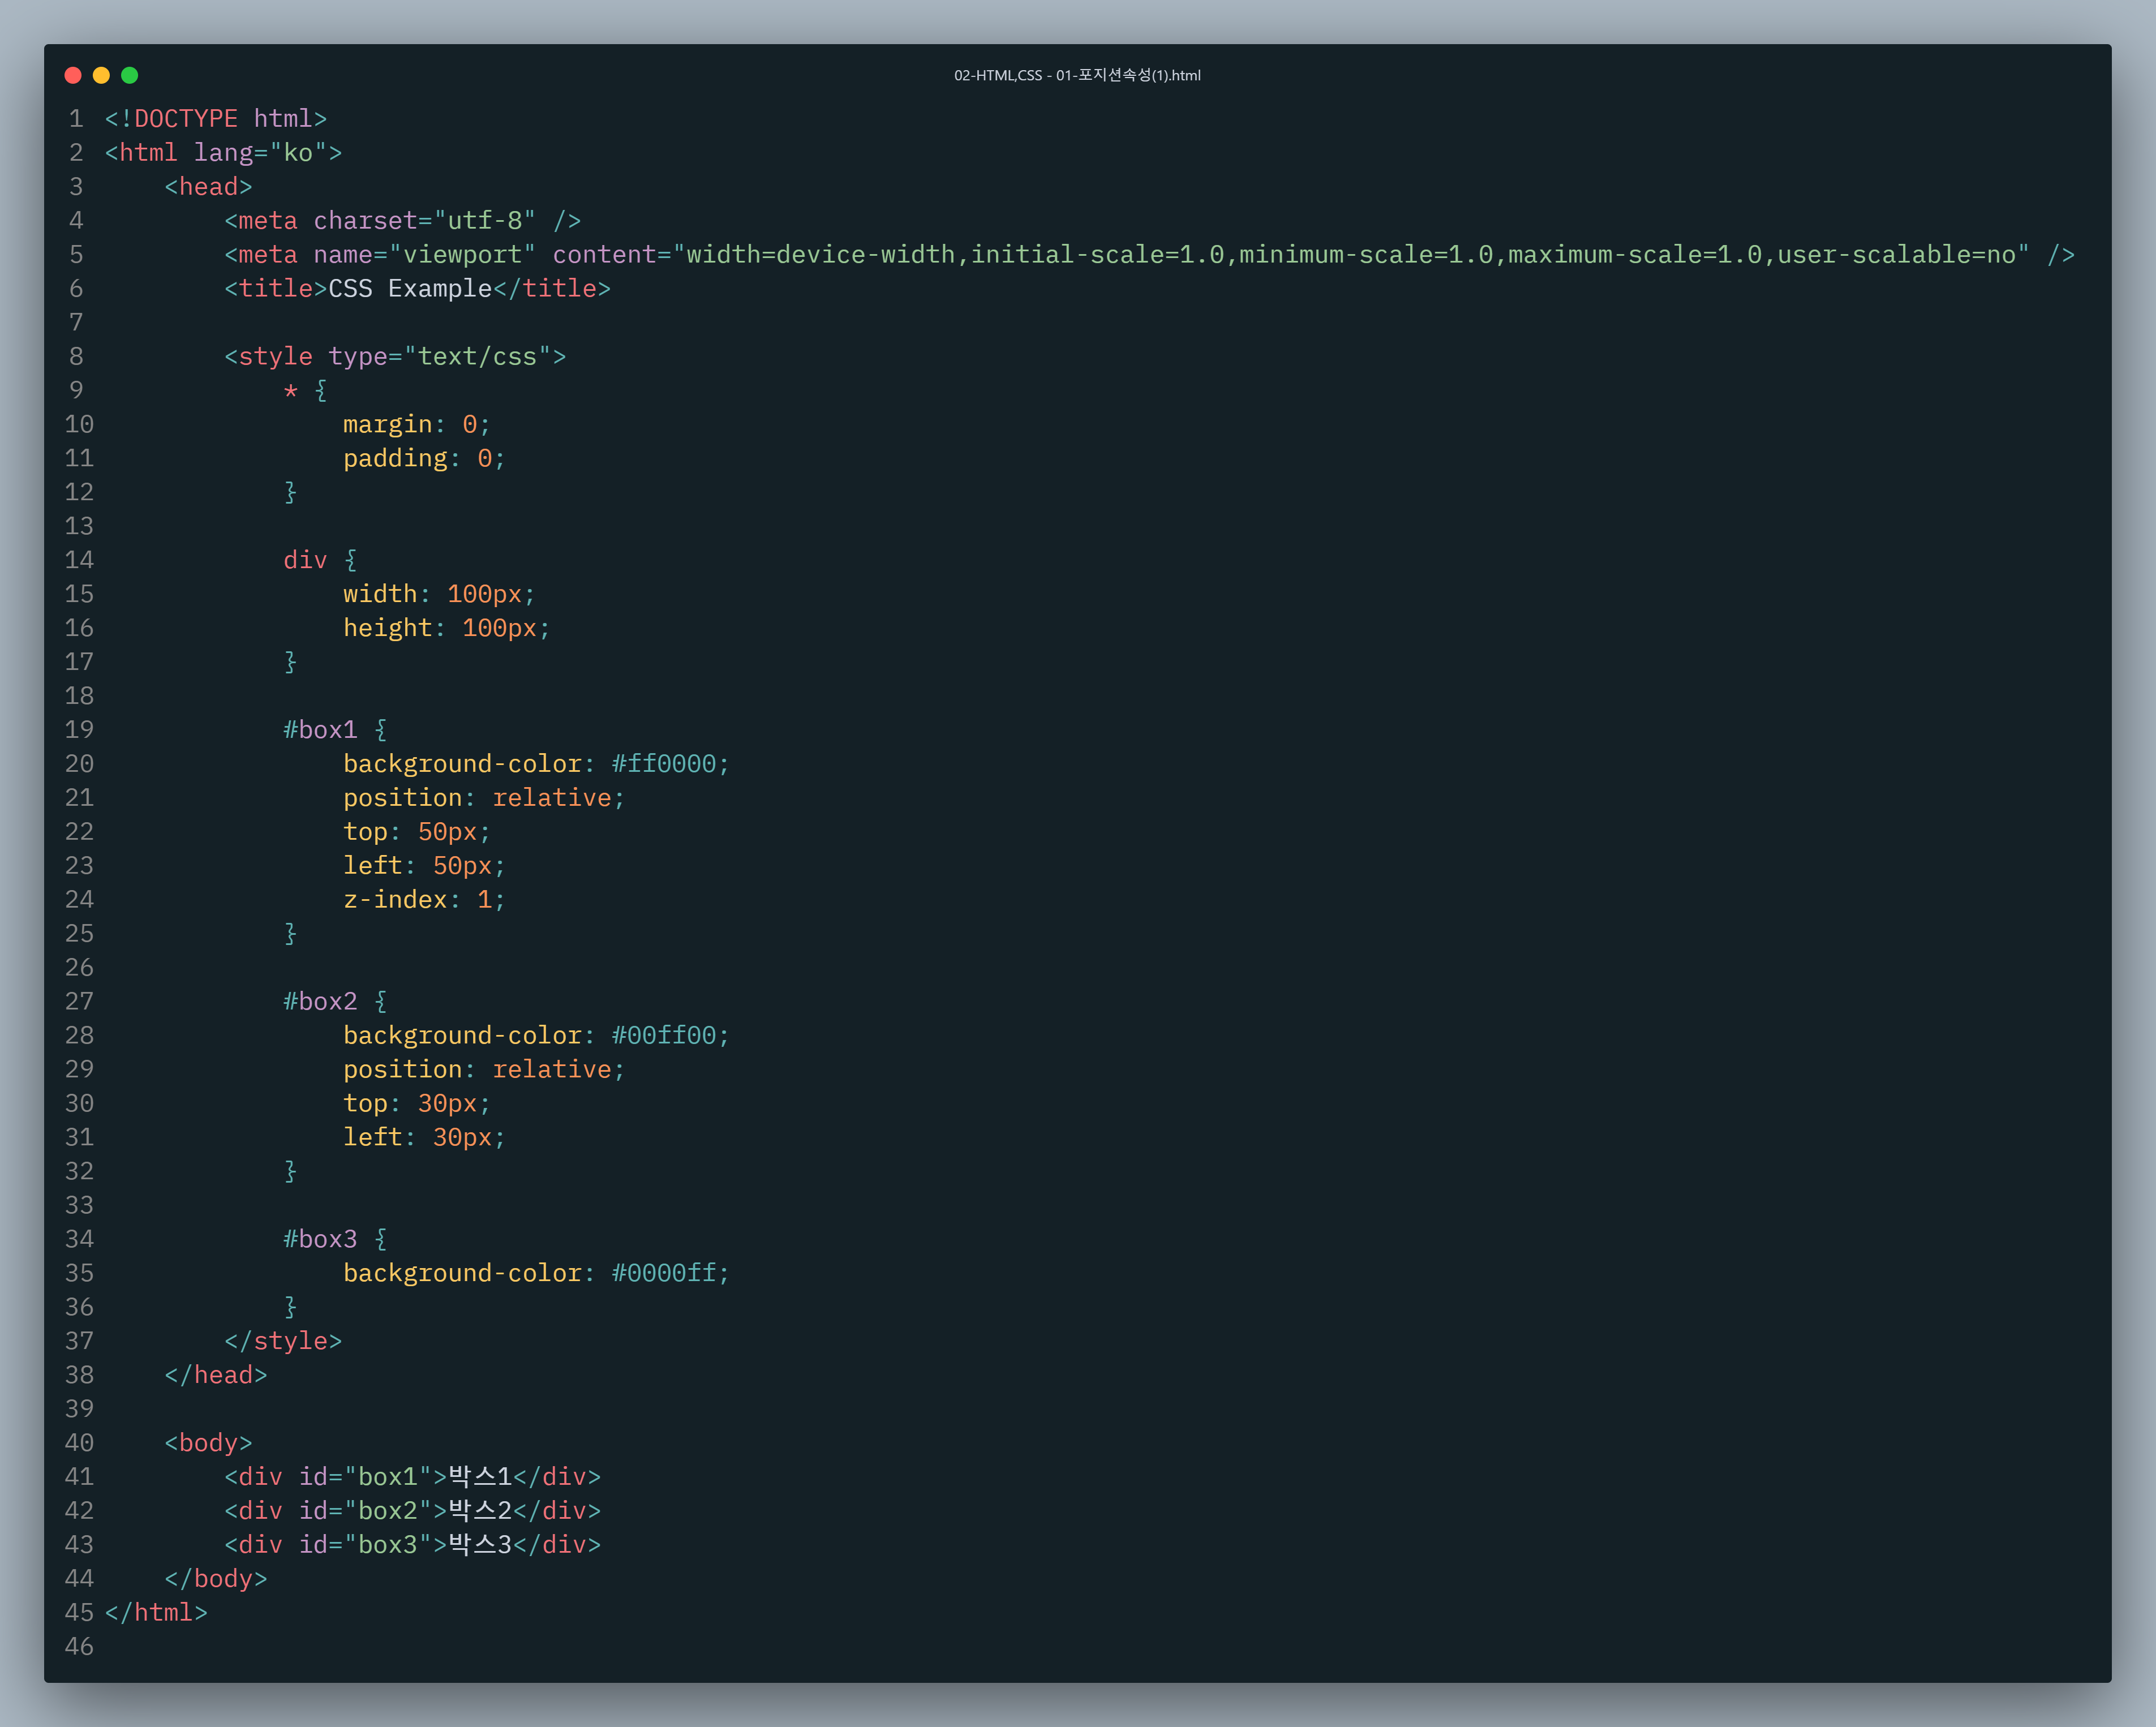 02-HTML,CSS - 01-포지션속성(1).html
1 <!DOCTYPE html>
2 <html lang="ko">
3     <head>
4         <meta charset="utf-8" />
5         <meta name="viewport" content="width=device-width,initial-scale=1.0,minimum-scale=1.0,maximum-scale=1.0,user-scalable=no" />
6         <title>CSS Example</title>
7
8         <style type="text/css">
9             * {
10                 margin: 0;
11                 padding: 0;
12             }
13
14             div {
15                 width: 100px;
16                 height: 100px;
17             }
18
19             #box1 {
20                 background-color: #ff0000;
21                 position: relative;
22                 top: 50px;
23                 left: 50px;
24                 z-index: 1;
25             }
26
27             #box2 {
28                 background-color: #00ff00;
29                 position: relative;
30                 top: 30px;
31                 left: 30px;
32             }
33
34             #box3 {
35                 background-color: #0000ff;
36             }
37         </style>
38     </head>
39
40     <body>
41         <div id="box1">박스1</div>
42         <div id="box2">박스2</div>
43         <div id="box3">박스3</div>
44     </body>
45 </html>
46